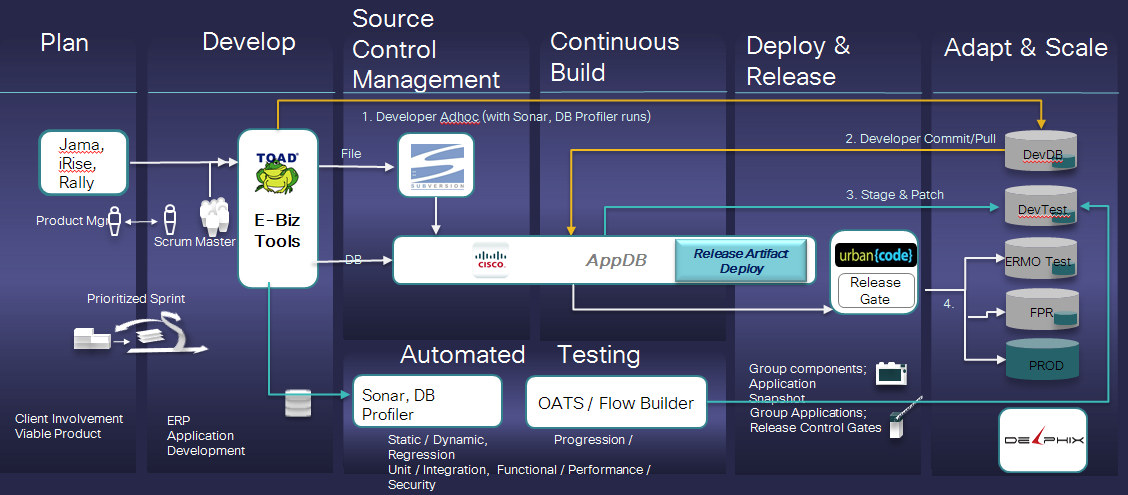 Plan
Develop
Source
Control
Management
Continuous
Build
Deploy &
Release
Adapt & Scale
1. Developer Adhoc (with Sonar, DB Profiler runs)
Jama,
iRise,
Rally
TOAD
E-Biz
Tools
File
SUBVERSION
2. Developer Commit/Pull
DevDB
3. Stage & Patch
DevTest
Product Mgr
Scrum Master
DB
CISCO
AppDB
Release Artifact
Deploy
urban{code}
Release
Gate
4.
ERMO Test
FPR
PROD
Prioritized Sprint
Automated Testing
Sonar, DB
Profiler
OATS / Flow Builder
Group components;
Application
Snapshot
Group Applications;
Release Control Gates
Client Involvement
Viable Product
ERP
Application
Development
Static / Dynamic, Progression /
Regression
Unit / Integration, Functional / Performance /
Security
DELPHIX